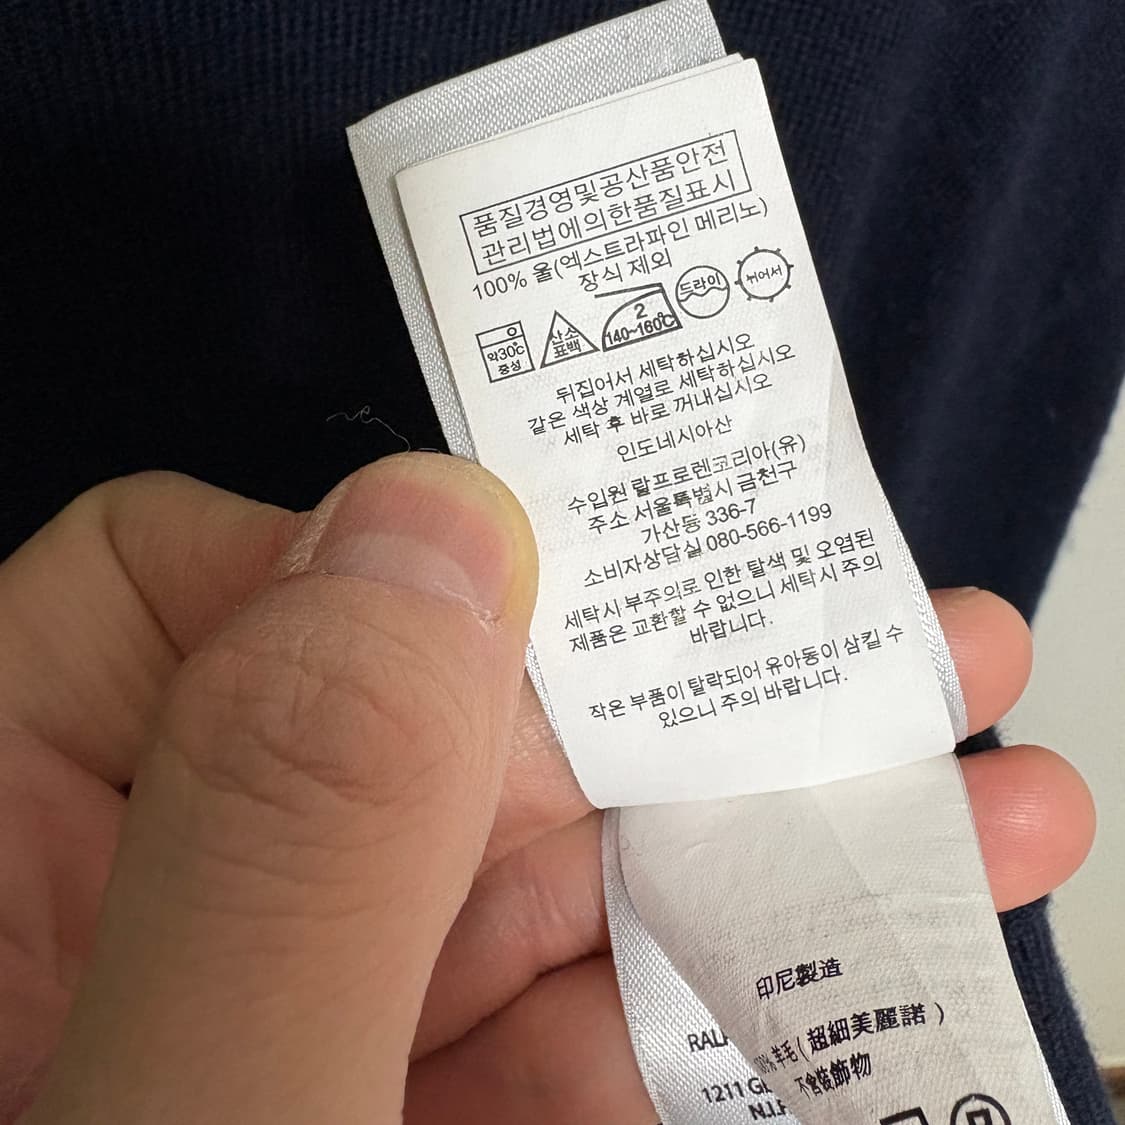 품질경영및공산품안전
관리법에의한품질표시
100% 울(엑스트라파인 메리노)
장식 제외
약30℃
중성
산소
표백
2
140~160℃
드라이
뉘어서
뒤집어서 세탁하십시오
같은 색상 계열로 세탁하십시오
세탁 후 바로 꺼내십시오
인도네시아산
수입원 랄프로렌코리아(유)
주소 서울특별시 금천구
가산동 336-7
소비자상담실 080-566-1199
세탁시 부주의로 인한 탈색 및 오염된
제품은 교환할 수 없으니 세탁시 주의
바랍니다.
작은 부품이 탈락되어 유아동이 삼킬 수
있으니 주의 바랍니다.
印尼製造
羊毛(超細美麗諾)
不含裝飾物
1211